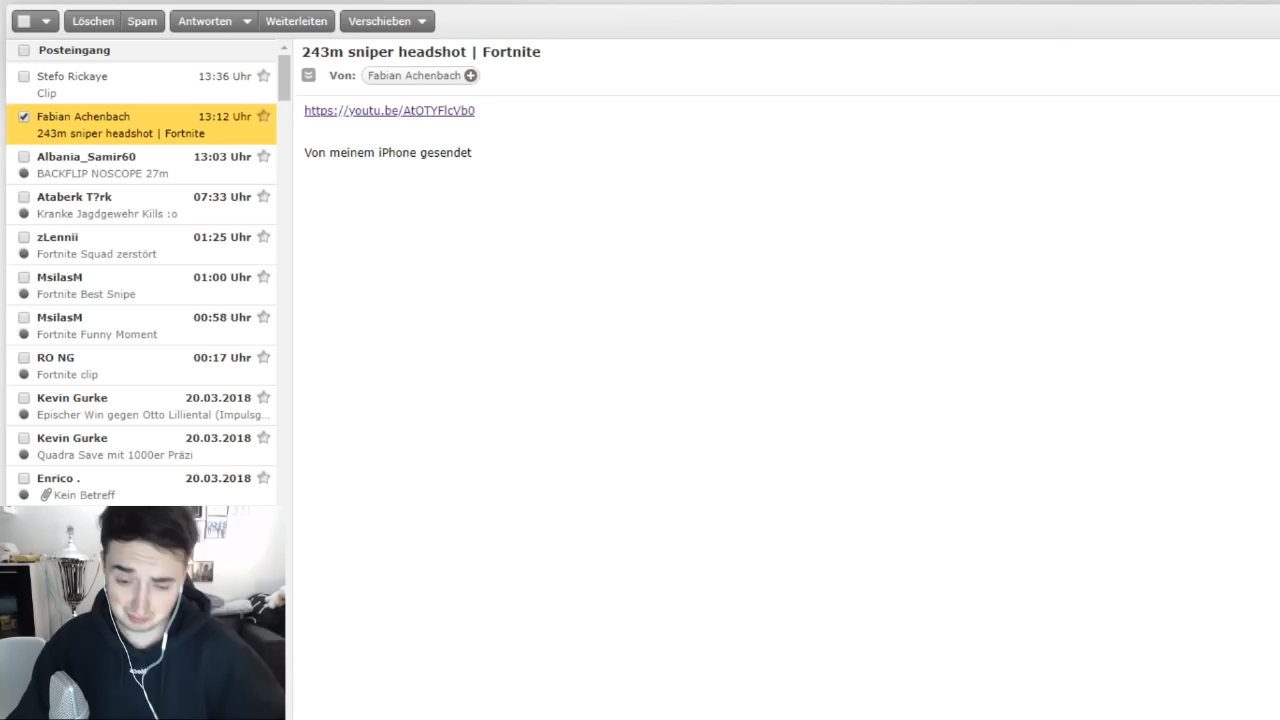 Löschen Spam Antworten Weiterleiten Verschieben
Posteingang
Stefo Rickaye 13:36 Uhr
Clip
Fabian Achenbach 13:12 Uhr
243m sniper headshot | Fortnite
Albania_Samir60 13:03 Uhr
BACKFLIP NOSCOPE 27m
Ataberk T?rk 07:33 Uhr
Kranke Jagdgewehr Kills :o
zLennii 01:25 Uhr
Fortnite Squad zerstört
MsilasM 01:00 Uhr
Fortnite Best Snipe
MsilasM 00:58 Uhr
Fortnite Funny Moment
RO NG 00:17 Uhr
Fortnite clip
Kevin Gurke 20.03.2018
Epischer Win gegen Otto Lilliental (Impulsg...
Kevin Gurke 20.03.2018
Quadra Save mit 1000er Präzi
Enrico . 20.03.2018
Kein Betreff
243m sniper headshot | Fortnite
Von: Fabian Achenbach
https://youtu.be/AtOTYFlcVb0
Von meinem iPhone gesendet